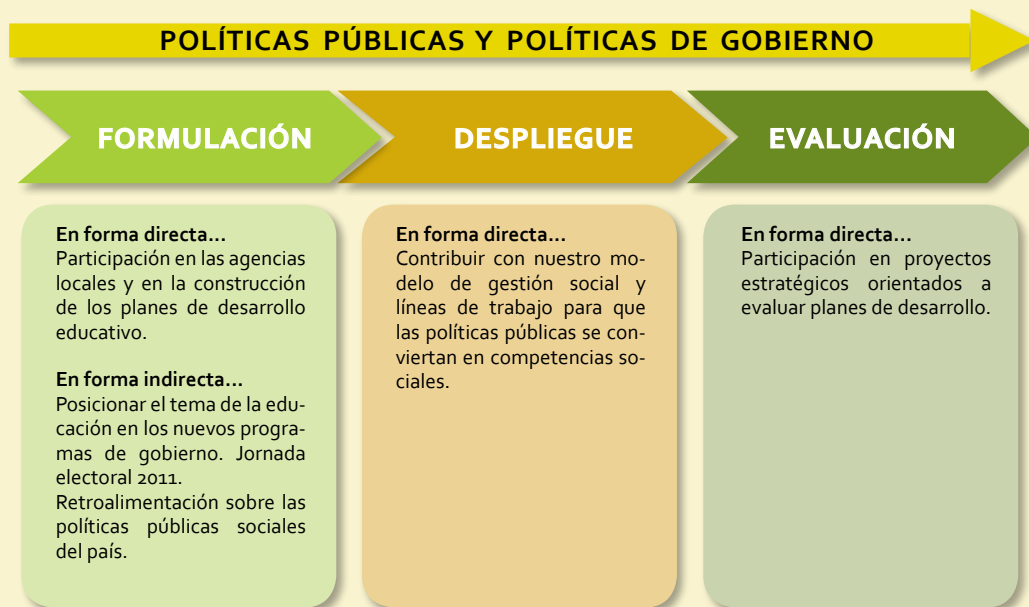 POLÍTICAS PÚBLICAS Y POLÍTICAS DE GOBIERNO
FORMULACIÓN
DESPLIEGUE
EVALUACIÓN
En forma directa...
Participación en las agencias
locales y en la construcción
de los planes de desarrollo
educativo.
En forma indirecta...
Posicionar el tema de la edu-
cación en los nuevos progra-
mas de gobierno. Jornada
electoral 2011.
Retroalimentación sobre las
políticas públicas sociales
del país.
En forma directa...
Contribuir con nuestro mo-
delo de gestión social y
líneas de trabajo para que
las políticas públicas se con-
viertan en competencias so-
ciales.
En forma directa...
Participación en proyectos
estratégicos orientados a
evaluar planes de desarrollo.